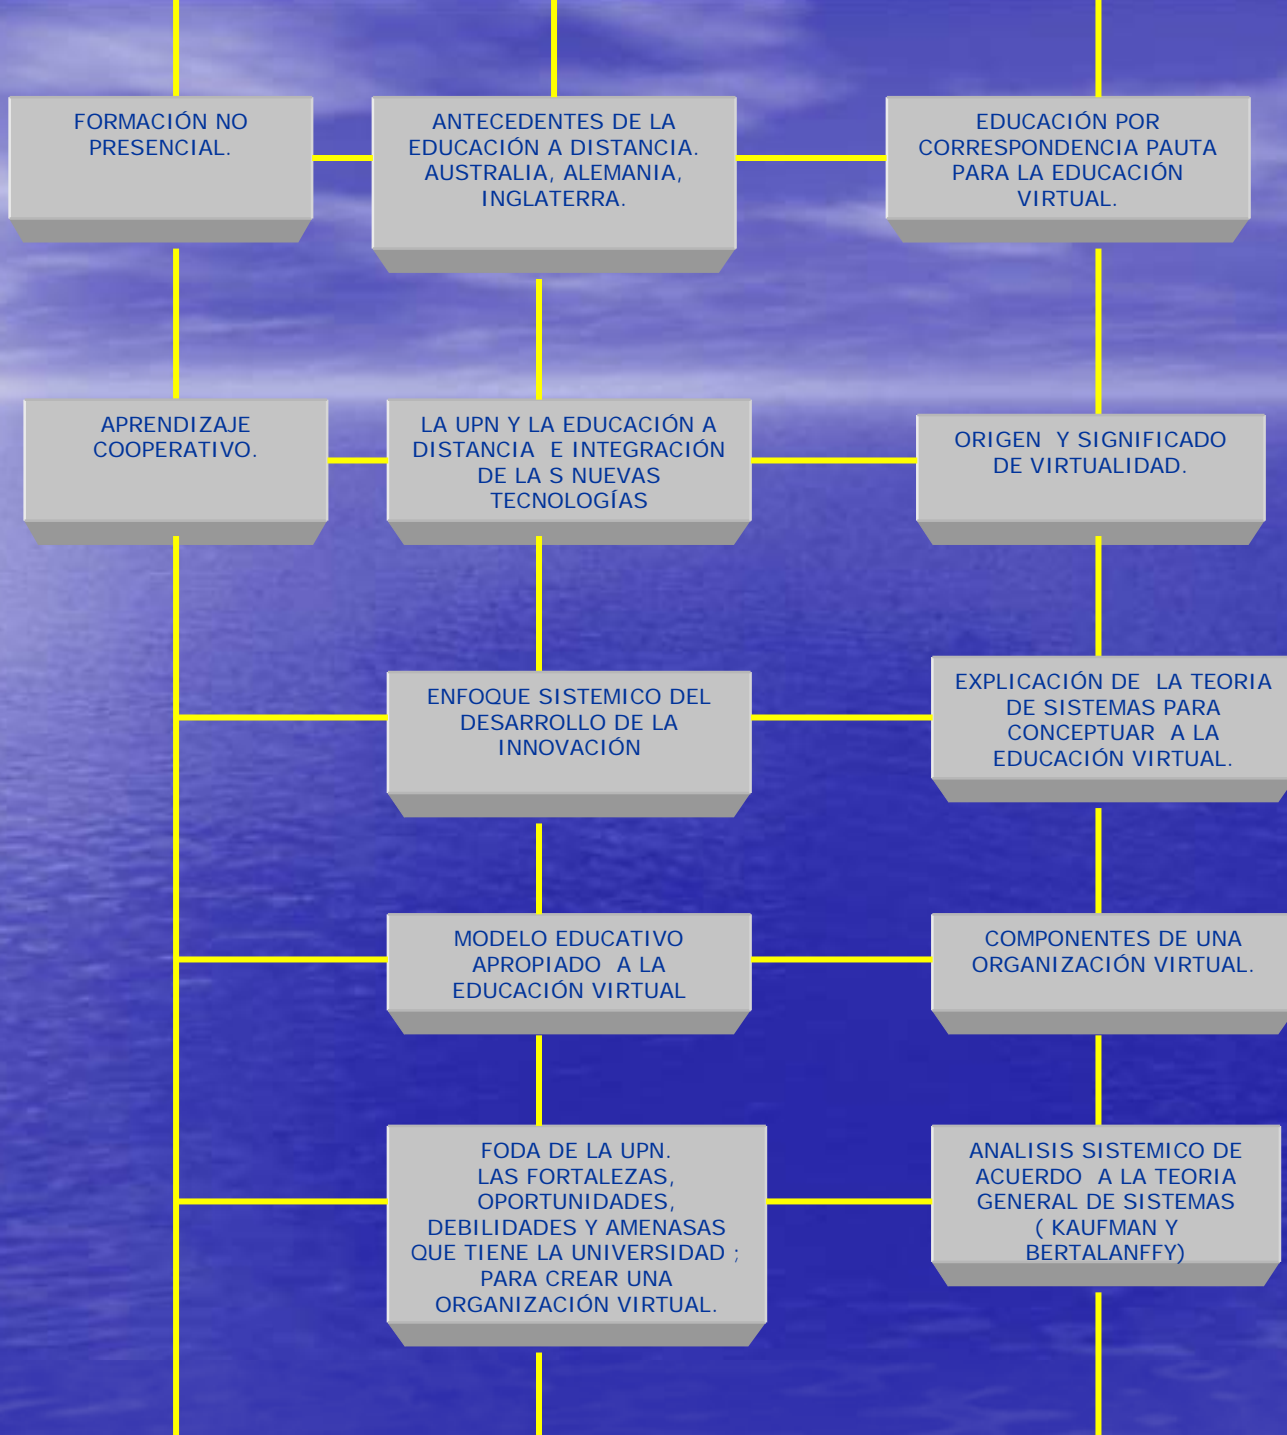 FORMACIÓN NO
PRESENCIAL.
ANTECEDENTES DE LA
EDUCACIÓN A DISTANCIA.
AUSTRALIA, ALEMANIA,
INGLATERRA.
EDUCACIÓN POR
CORRESPONDENCIA PAUTA
PARA LA EDUCACIÓN
VIRTUAL.
APRENDIZAJE
COOPERATIVO.
LA UPN Y LA EDUCACIÓN A
DISTANCIA E INTEGRACIÓN
DE LA S NUEVAS
TECNOLOGÍAS
ORIGEN Y SIGNIFICADO
DE VIRTUALIDAD.
ENFOQUE SISTEMICO DEL
DESARROLLO DE LA
INNOVACIÓN
EXPLICACIÓN DE LA TEORIA
DE SISTEMAS PARA
CONCEPTUAR A LA
EDUCACIÓN VIRTUAL.
MODELO EDUCATIVO
APROPIADO A LA
EDUCACIÓN VIRTUAL
COMPONENTES DE UNA
ORGANIZACIÓN VIRTUAL.
FODA DE LA UPN.
LAS FORTALEZAS,
OPORTUNIDADES,
DEBILIDADES Y AMENASAS
QUE TIENE LA UNIVERSIDAD ;
PARA CREAR UNA
ORGANIZACIÓN VIRTUAL.
ANALISIS SISTEMICO DE
ACUERDO A LA TEORIA
GENERAL DE SISTEMAS
( KAUFMAN Y
BERTALANFFY)